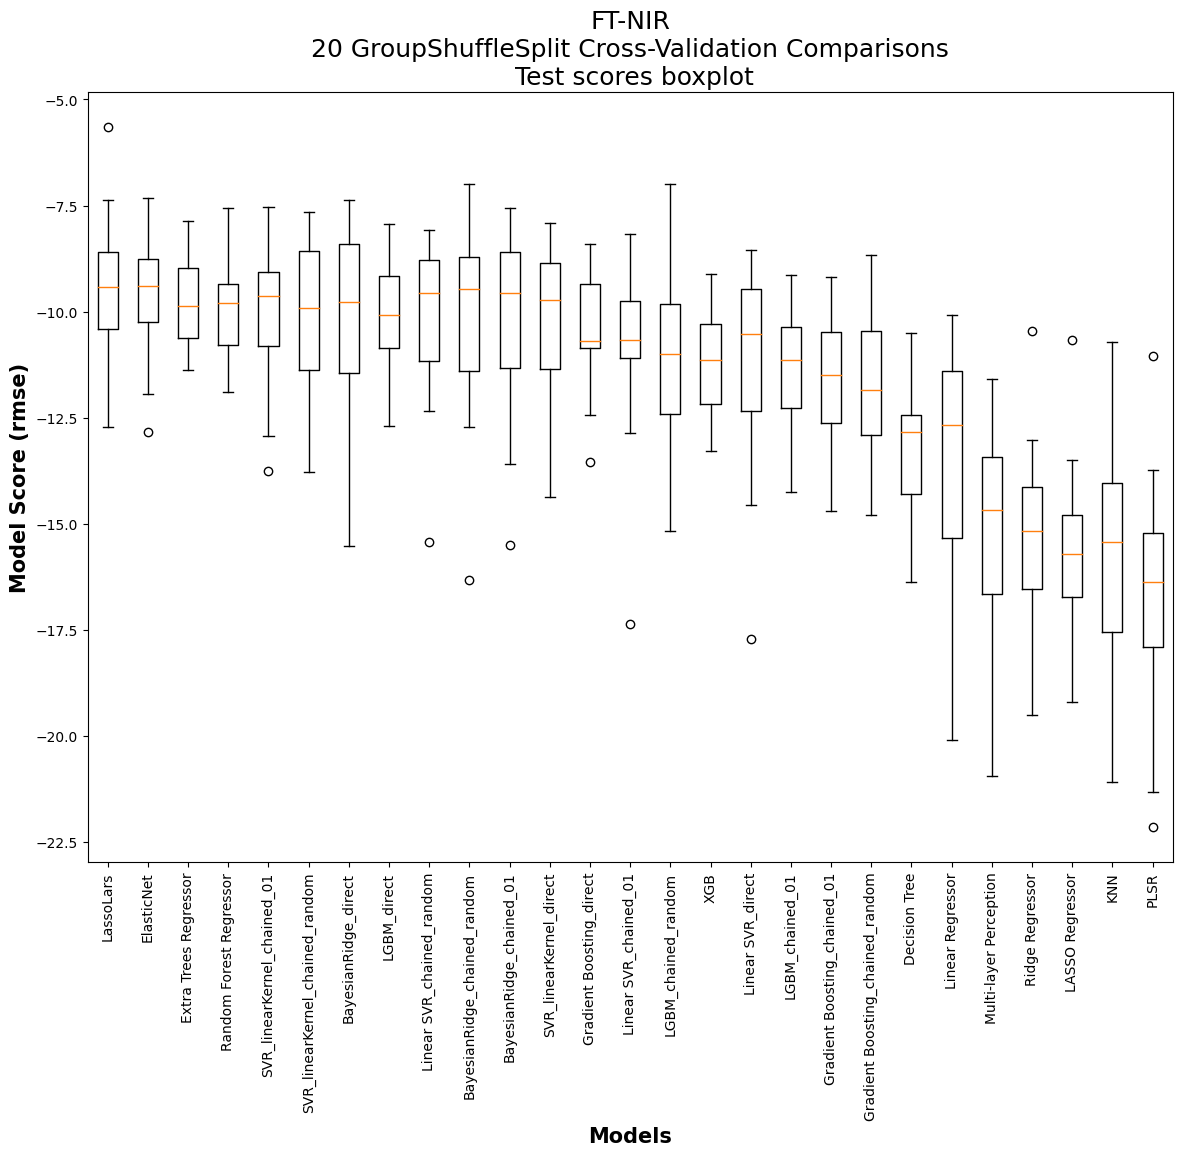 FT-NIR
20 GroupShuffleSplit Cross-Validation Comparisons
Test scores boxplot
−5.0
−7.5
−10.0
−12.5
−15.0
−17.5
−20.0
−22.5
Model Score (rmse)
LassoLars
ElasticNet
Extra Trees Regressor
Random Forest Regressor
SVR_linearKernel_chained_01
SVR_linearKernel_chained_random
BayesianRidge_direct
LGBM_direct
Linear SVR_chained_random
BayesianRidge_chained_random
BayesianRidge_chained_01
SVR_linearKernel_direct
Gradient Boosting_direct
Linear SVR_chained_01
LGBM_chained_random
XGB
Linear SVR_direct
LGBM_chained_01
Gradient Boosting_chained_01
Gradient Boosting_chained_random
Decision Tree
Linear Regressor
Multi-layer Perception
Ridge Regressor
LASSO Regressor
KNN
PLSR
Models